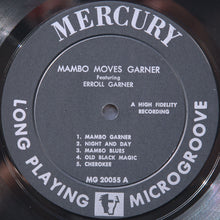 MERCURY
MAMBO MOVES GARNER
Featuring
ERROLL GARNER
A HIGH FIDELITY
RECORDING
1. MAMBO GARNER
2. NIGHT AND DAY
3. MAMBO BLUES
4. OLD BLACK MAGIC
5. CHEROKEE
MG 20055 A
LONG PLAYING
MICROGROOVE